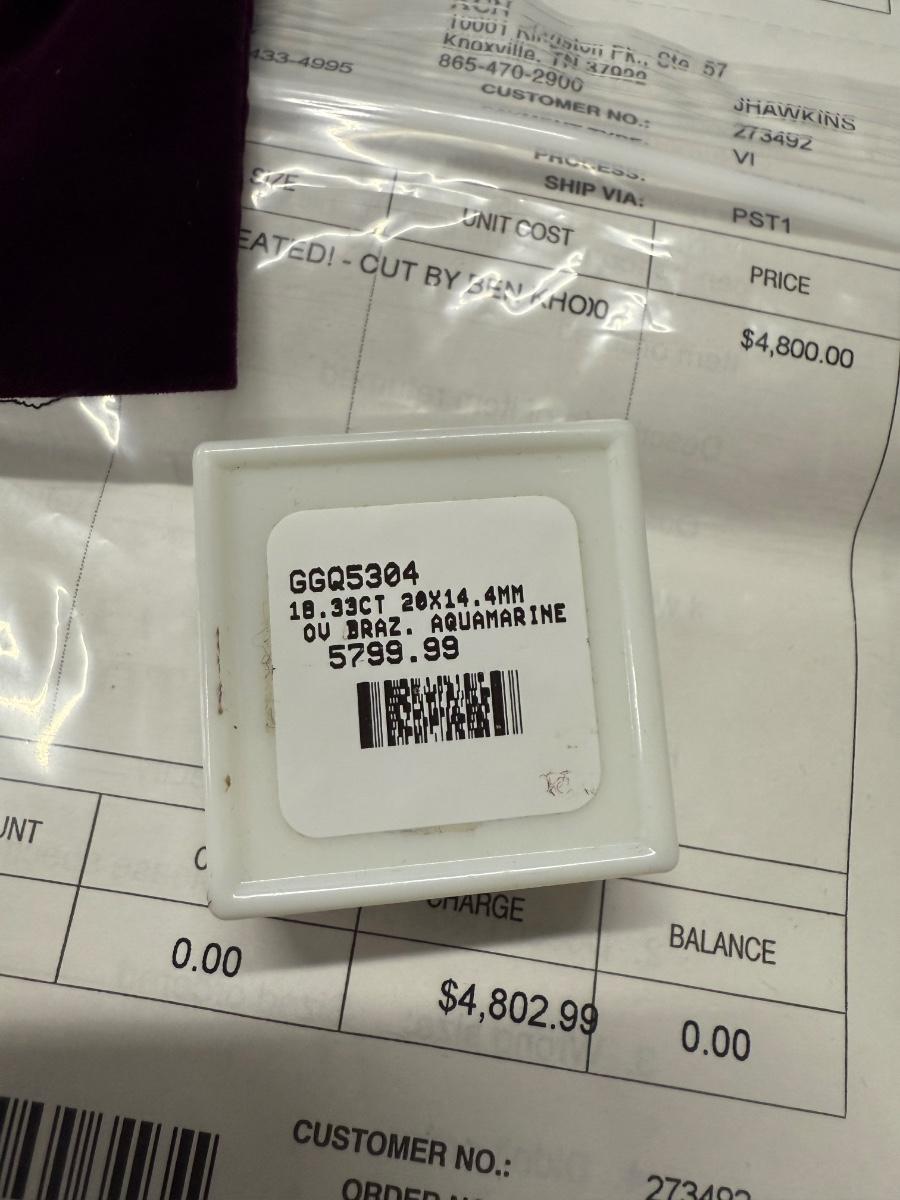 10001 Kingston Pk., Ste 57
Knoxville, TN
433-4995
865-470-2900
JHAWKINS
CUSTOMER NO.:
273492
VI
PROCESS:
SHIP VIA:
PST1
SIZE
UNIT COST
PRICE
EATED! - CUT BY BEN KHO)0
$4,800.00
GGQ5304
18.33CT 20X14.4MM
OV BRAZ. AQUAMARINE
5799.99
UNT
CHARGE
BALANCE
0.00
$4,802.99
0.00
CUSTOMER NO.:
273492